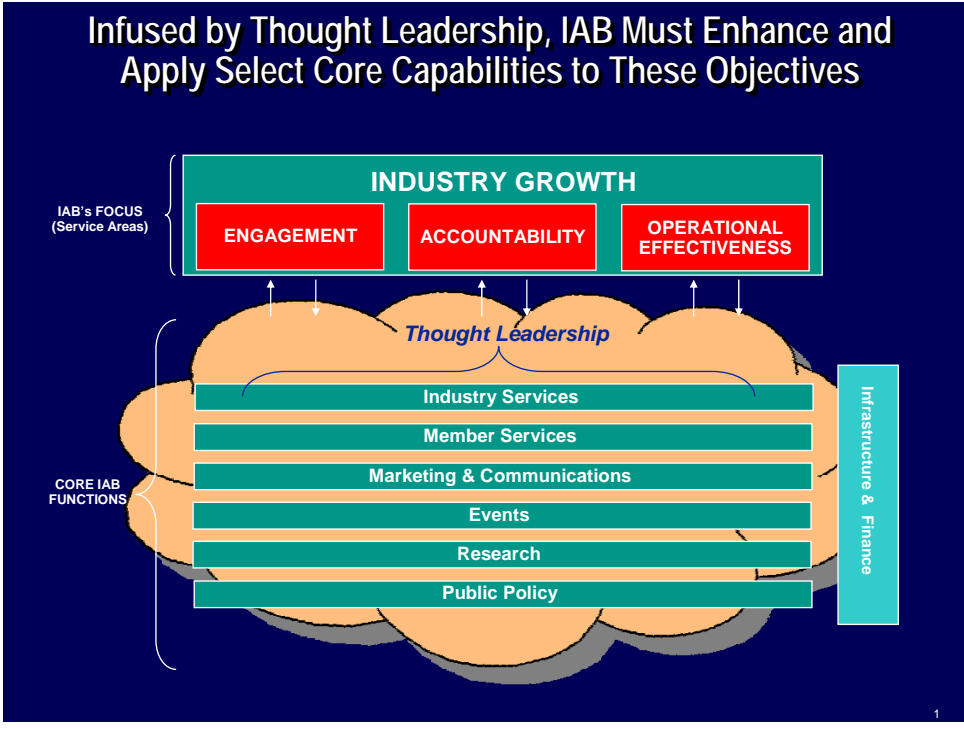 Infused by Thought Leadership, IAB Must Enhance and
Apply Select Core Capabilities to These Objectives
INDUSTRY GROWTH
IAB's FOCUS
(Service Areas)
ENGAGEMENT
ACCOUNTABILITY
OPERATIONAL
EFFECTIVENESS
Thought Leadership
Industry Services
Member Services
Marketing & Communications
CORE IAB
FUNCTIONS
Events
Research
Public Policy
Infrastructure & Finance
1